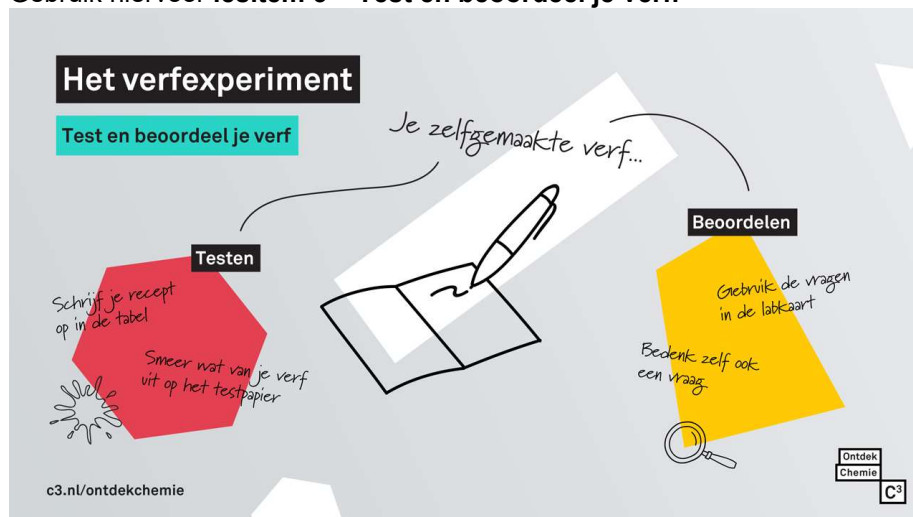 Het verfexperiment
Test en beoordeel je verf
Je zelfgemaakte verf...
Testen
Schrijf je recept
op in de tabel
Smeer wat van je verf
uit op het testpapier
Beoordelen
Gebruik de vragen
in de labkaart
Bedenk zelf ook
een vraag
c3.nl/ontdekchemie
Ontdek
Chemie
C³